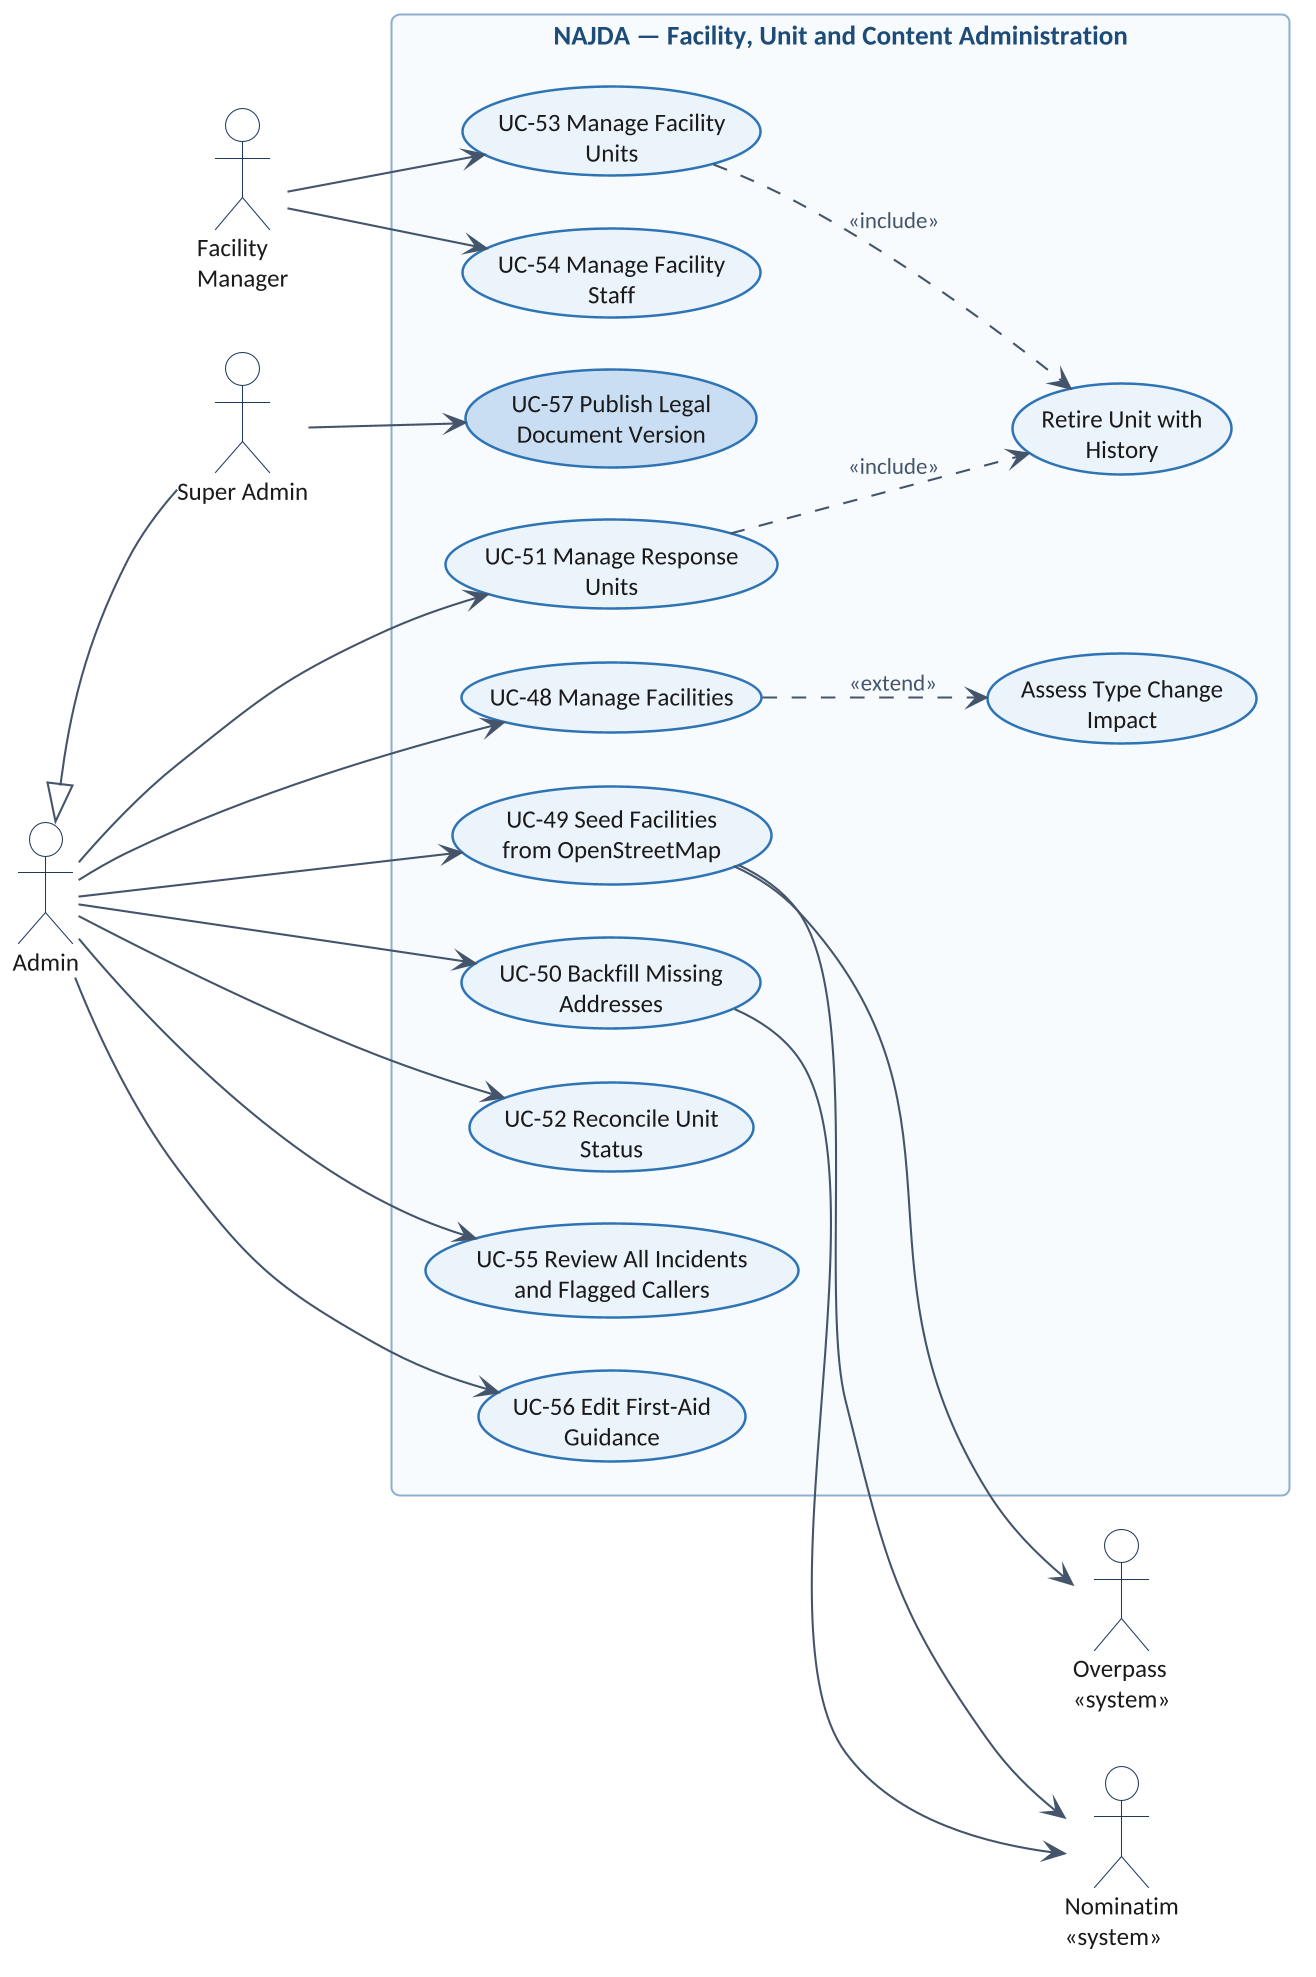 NAJDA — Facility, Unit and Content Administration
UC-53 Manage Facility
Units
«include»
Facility
Manager
UC-54 Manage Facility
Staff
UC-57 Publish Legal
Document Version
Super Admin
Retire Unit with
History
«include»
UC-51 Manage Response
Units
UC-48 Manage Facilities
«extend»
Assess Type Change
Impact
UC-49 Seed Facilities
from OpenStreetMap
Admin
UC-50 Backfill Missing
Addresses
UC-52 Reconcile Unit
Status
UC-55 Review All Incidents
and Flagged Callers
UC-56 Edit First-Aid
Guidance
Overpass
«system»
Nominatim
«system»